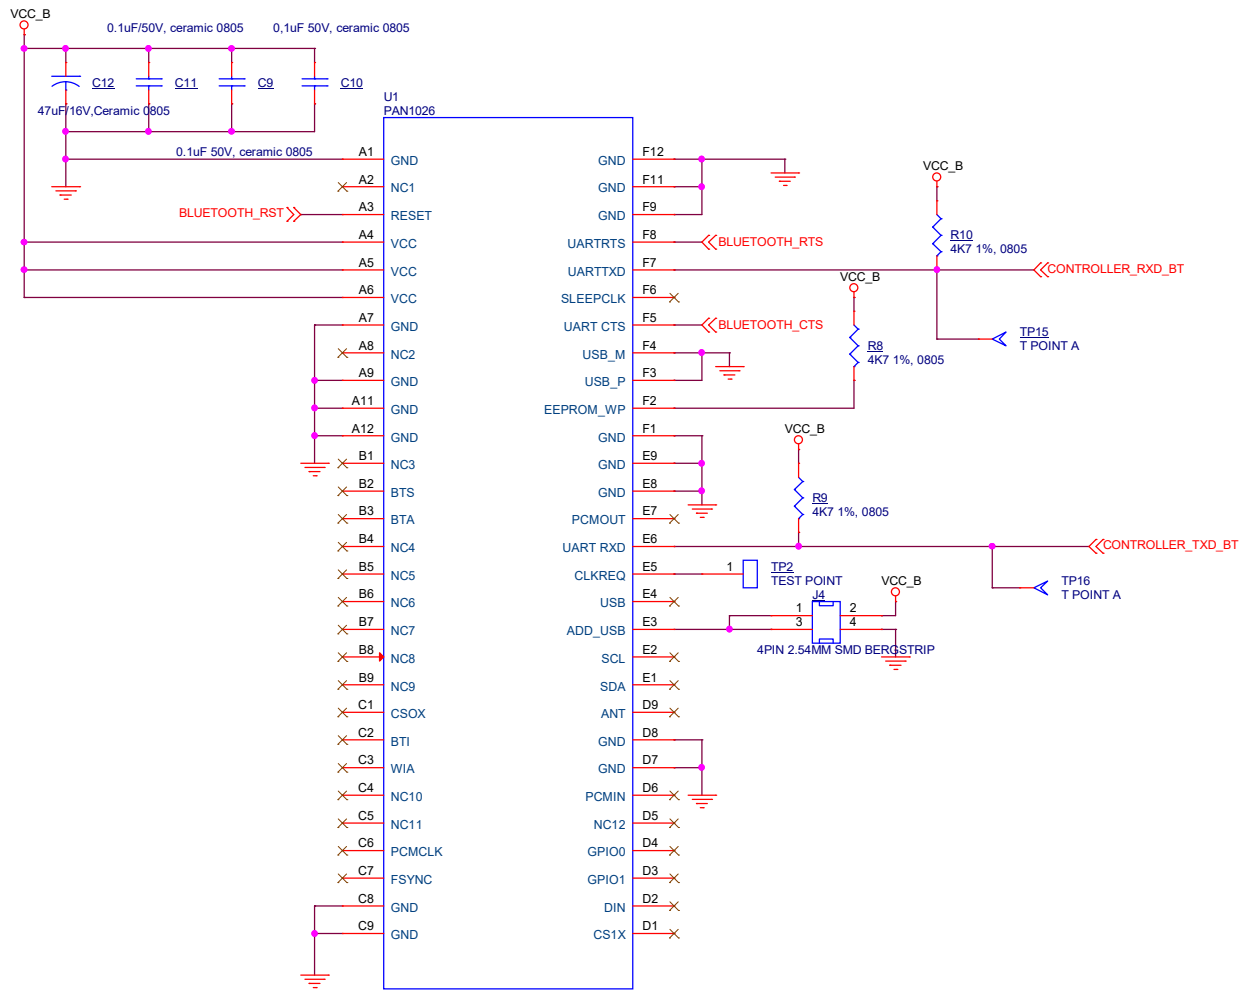 VCC_B
0.1uF/50V, ceramic 0805
0,1uF 50V, ceramic 0805
C12
C11
C9
C10
47uF/16V,Ceramic 0805
0.1uF 50V, ceramic 0805
U1
PAN1026
A1 GND
A2 NC1
BLUETOOTH_RST A3 RESET
A4 VCC
A5 VCC
A6 VCC
A7 GND
A8 NC2
A9 GND
A11 GND
A12 GND
B1 NC3
B2 BTS
B3 BTA
B4 NC4
B5 NC5
B6 NC6
B7 NC7
B8 NC8
B9 NC9
C1 CSOX
C2 BTI
C3 WIA
C4 NC10
C5 NC11
C6 PCMCLK
C7 FSYNC
C8 GND
C9 GND
GND F12
GND F11
GND F9
UARTRTS F8 BLUETOOTH_RTS
UARTTXD F7 CONTROLLER_RXD_BT
SLEEPCLK F6
UART CTS F5 BLUETOOTH_CTS
USB_M F4
USB_P F3
EEPROM_WP F2
GND F1
GND E9
GND E8
PCMOUT E7
UART RXD E6 CONTROLLER_TXD_BT
CLKREQ E5
USB E4
ADD_USB E3
SCL E2
SDA E1
ANT D9
GND D8
GND D7
PCMIN D6
NC12 D5
GPIO0 D4
GPIO1 D3
DIN D2
CS1X D1
VCC_B
R10
4K7 1%, 0805
TP15
T POINT A
VCC_B
R8
4K7 1%, 0805
VCC_B
R9
4K7 1%, 0805
TP16
T POINT A
1 TP2
TEST POINT
VCC_B
J4
1 2
3 4
4PIN 2.54MM SMD BERGSTRIP